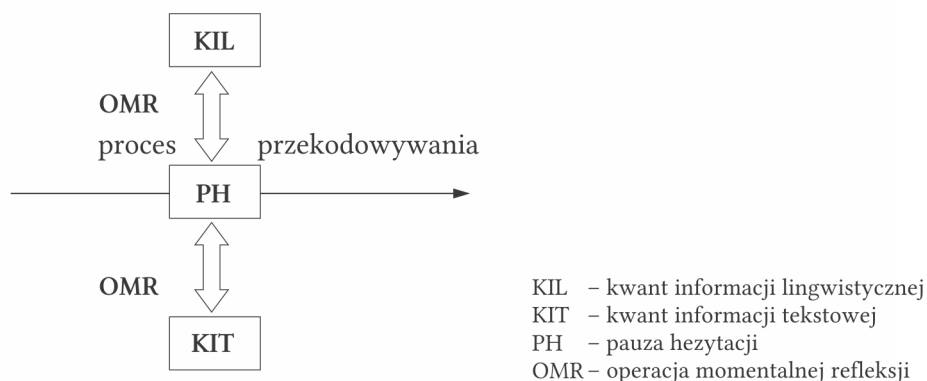 KIL
OMR
proces przekodowywania
PH
OMR
KIT
KIL – kwant informacji lingwistycznej
KIT – kwant informacji tekstowej
PH – pauza hezytacji
OMR – operacja momentalnej refleksji